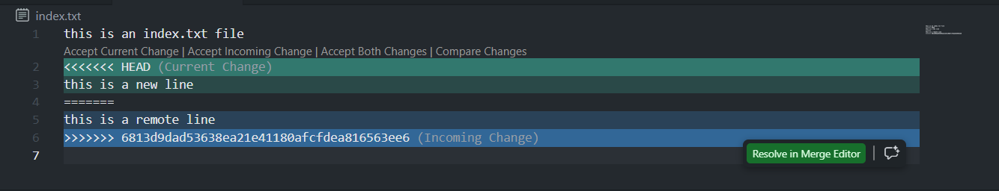 index.txt
1 this is an index.txt file
Accept Current Change | Accept Incoming Change | Accept Both Changes | Compare Changes
2 <<<<<<< HEAD (Current Change)
3 this is a new line
4 =======
5 this is a remote line
6 >>>>>>> 6813d9dad53638ea21e41180afcfdea816563ee6 (Incoming Change)
7
Resolve in Merge Editor